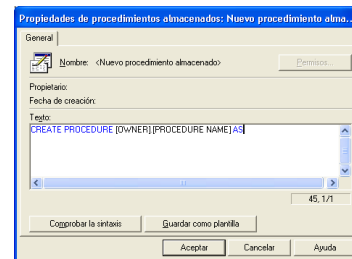 Propiedades de procedimientos almacenados: Nuevo procedimiento alma...
General
Nombre: <Nuevo procedimiento almacenado>
Permisos...
Propietario:
Fecha de creación:
Texto:
CREATE PROCEDURE [OWNER].[PROCEDURE NAME] AS
45, 1/1
Comprobar la sintaxis
Guardar como plantilla
Aceptar
Cancelar
Ayuda